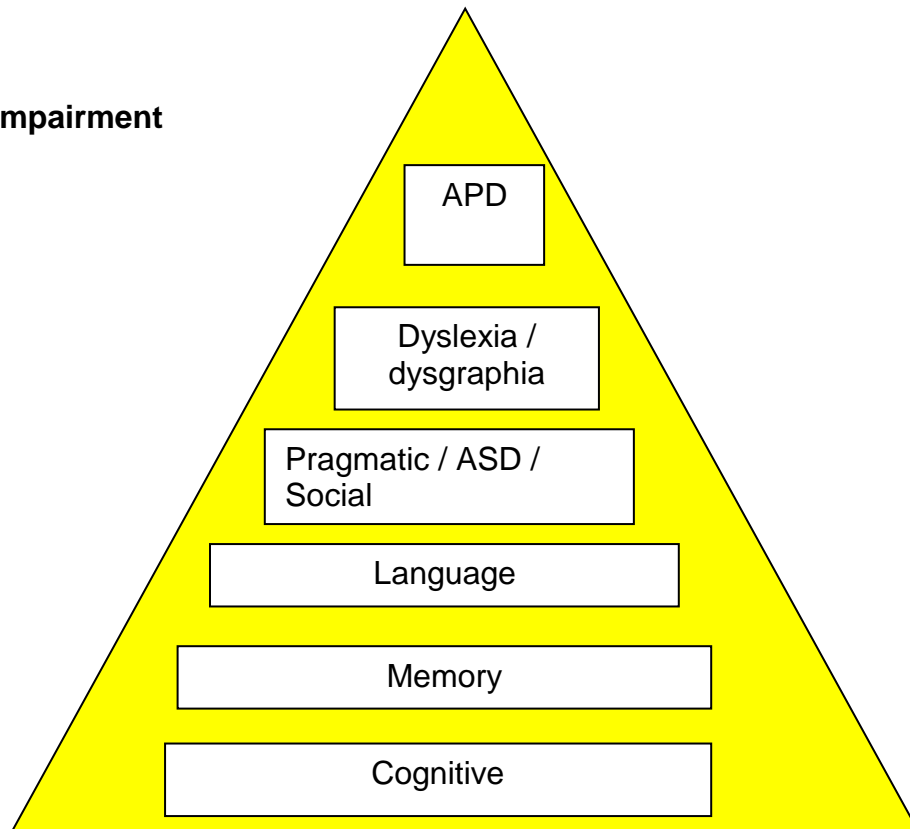 mpairment
APD
Dyslexia /
dysgraphia
Pragmatic / ASD /
Social
Language
Memory
Cognitive